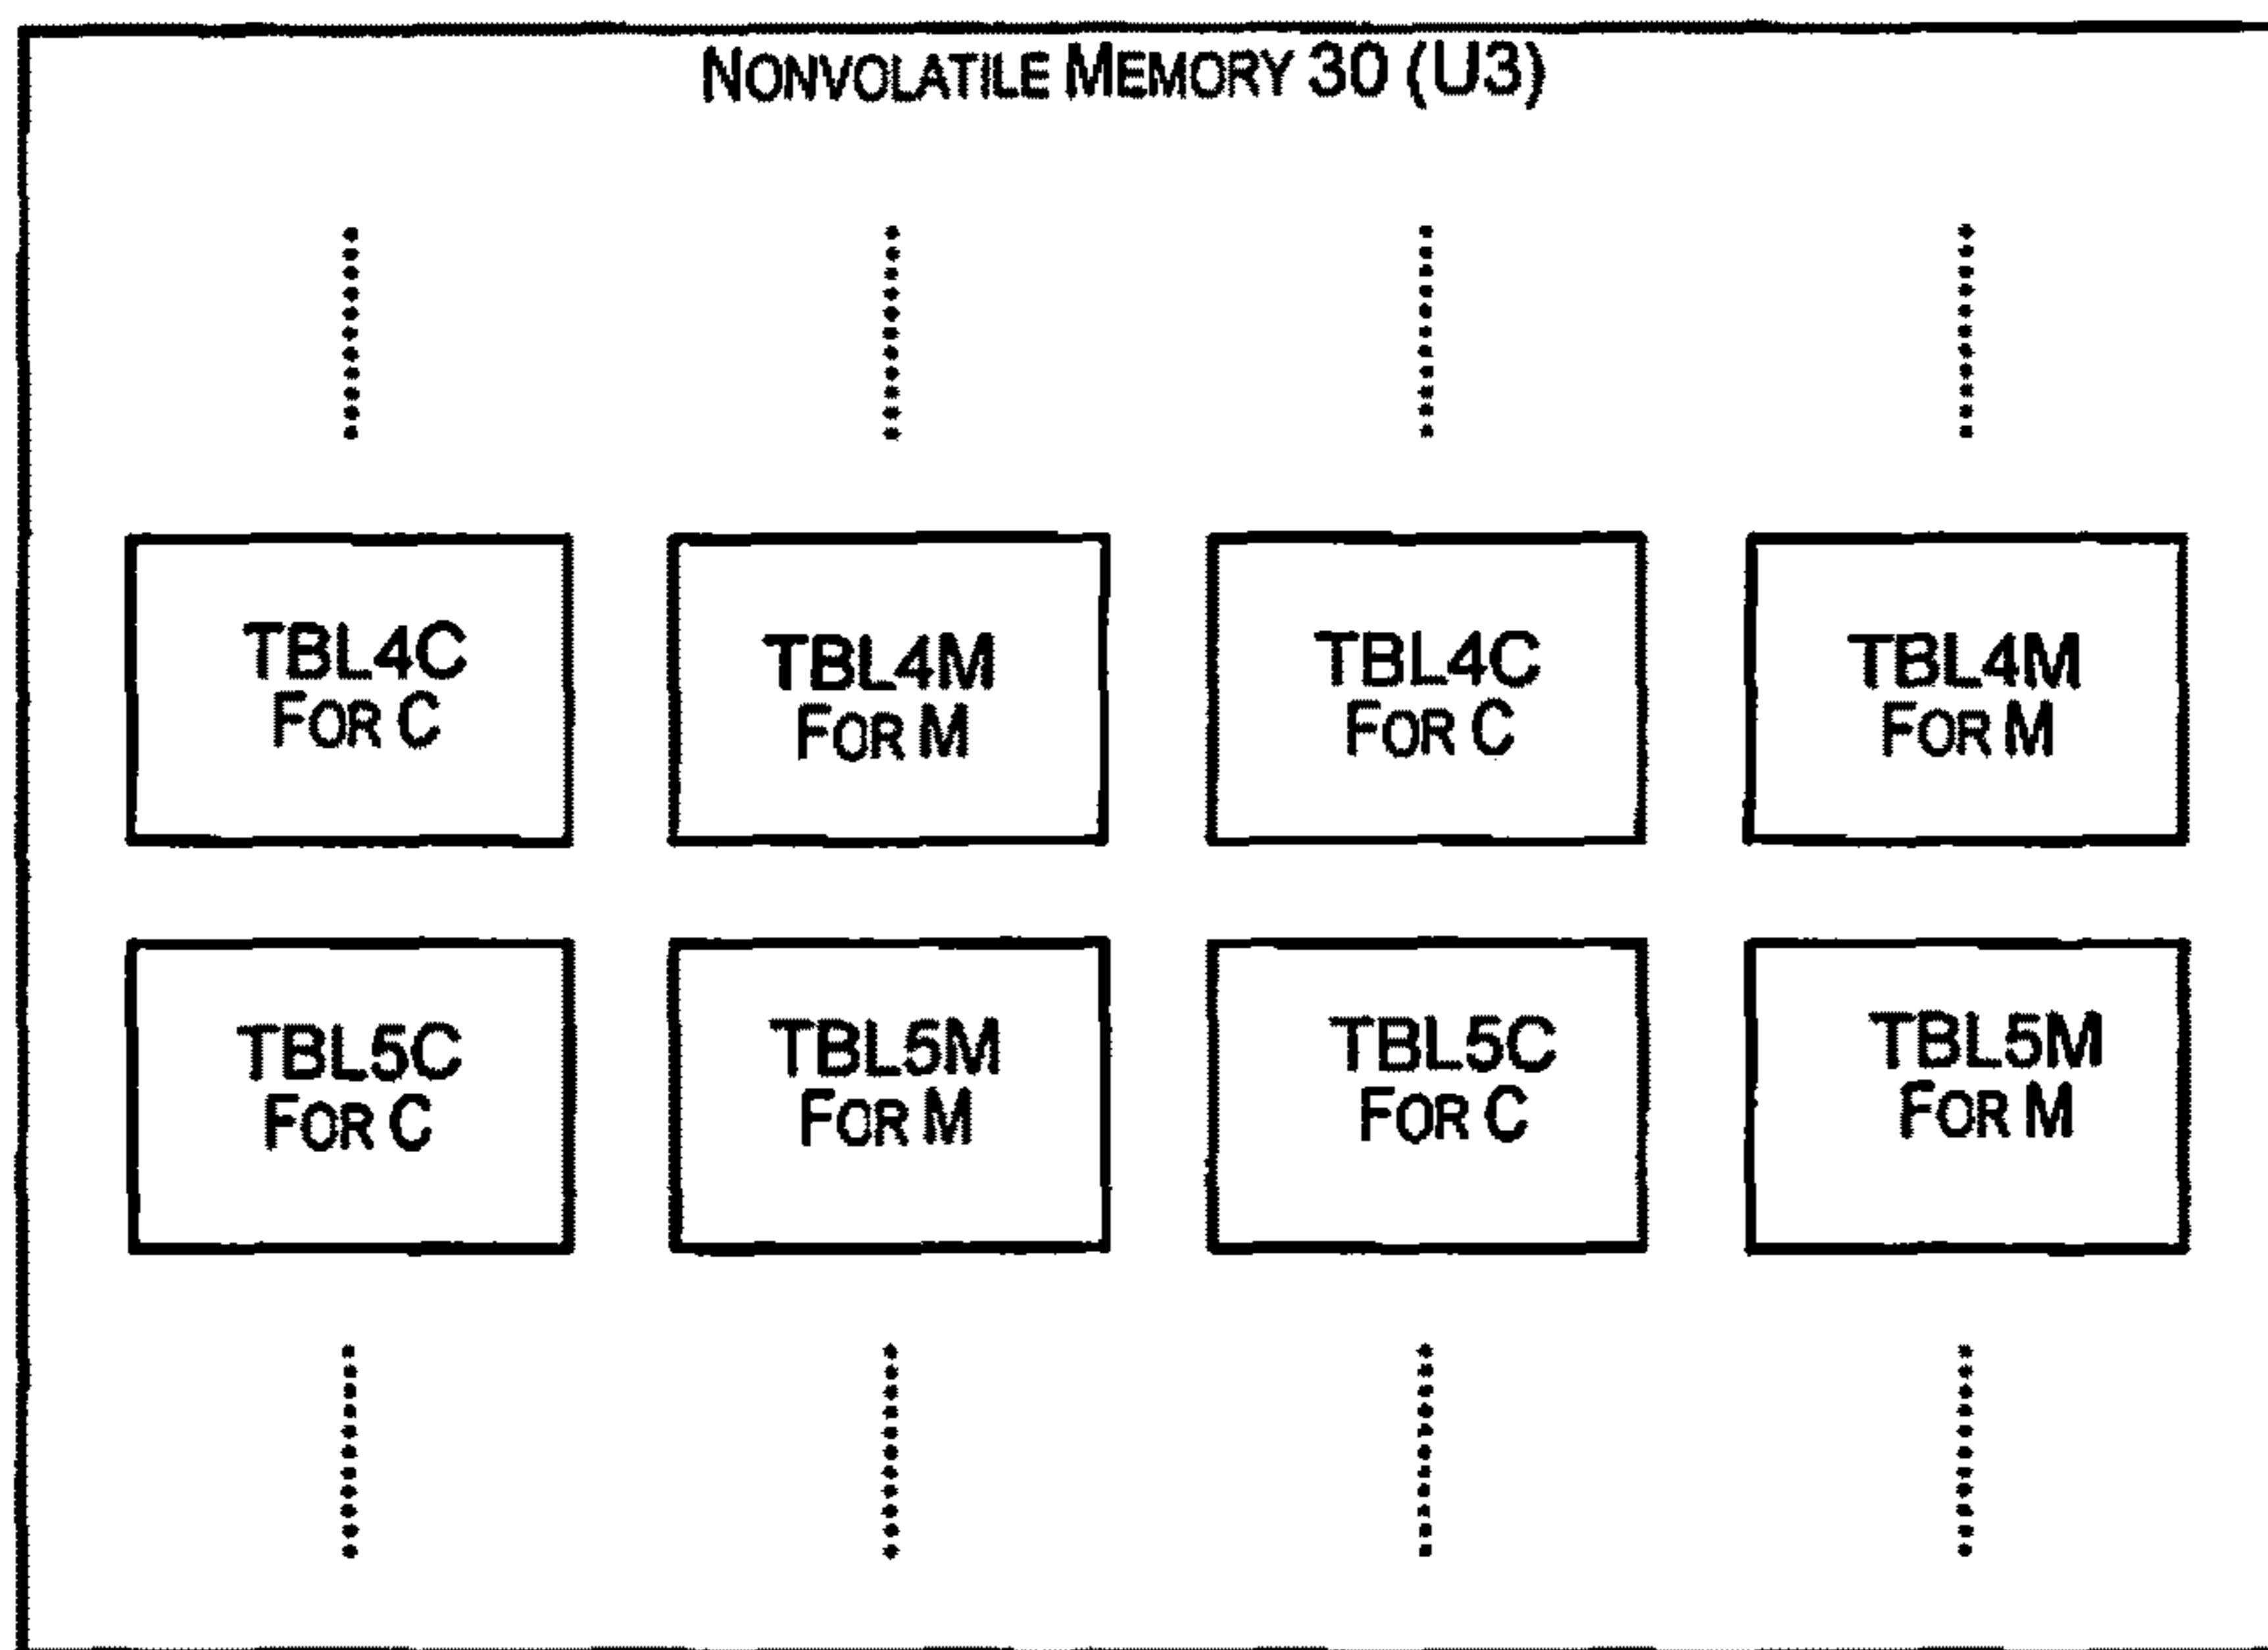 NONVOLATILE MEMORY 30 (U3)
TBL4C
FOR C
TBL4M
FOR M
TBL4C
FOR C
TBL4M
FOR M
TBL5C
FOR C
TBL5M
FOR M
TBL5C
FOR C
TBL5M
FOR M